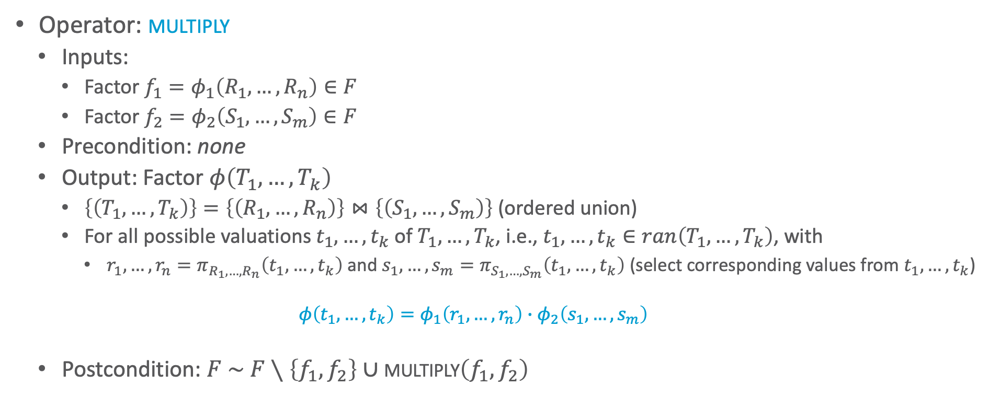 • Operator: MULTIPLY
• Inputs:
• Factor f₁ = ϕ₁(R₁, … , Rₙ) ∈ F
• Factor f₂ = ϕ₂(S₁, … , Sₘ) ∈ F
• Precondition: none
• Output: Factor ϕ(T₁, … , Tₖ)
• {(T₁, … , Tₖ)} = {(R₁, … , Rₙ)} ⋈ {(S₁, … , Sₘ)} (ordered union)
• For all possible valuations t₁, … , tₖ of T₁, … , Tₖ, i.e., t₁, … , tₖ ∈ ran(T₁, … , Tₖ), with
• r₁, … , rₙ = π_{R₁,…,Rₙ}(t₁, … , tₖ) and s₁, … , sₘ = π_{S₁,…,Sₘ}(t₁, … , tₖ) (select corresponding values from t₁, … , tₖ)
ϕ(t₁, … , tₖ) = ϕ₁(r₁, … , rₙ) · ϕ₂(s₁, … , sₘ)
• Postcondition: F ~ F \ {f₁, f₂} ∪ MULTIPLY(f₁, f₂)